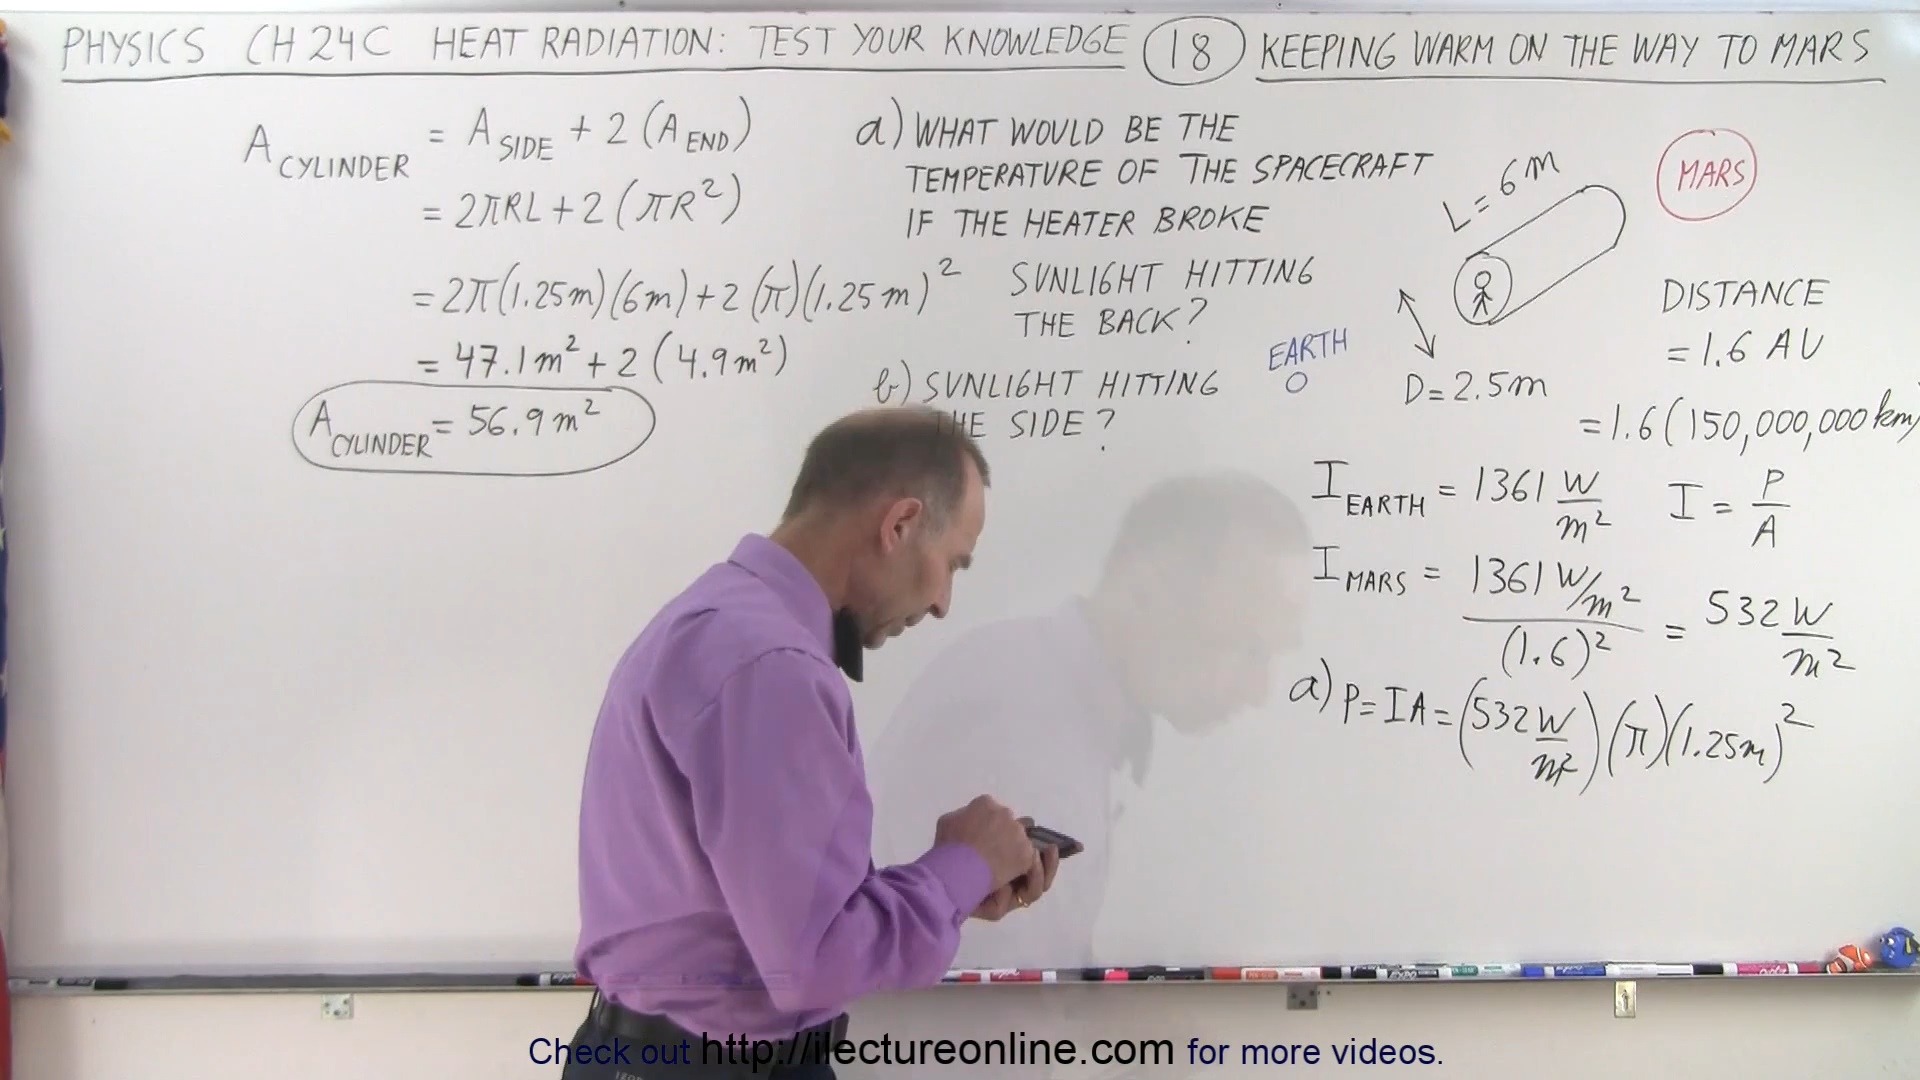 PHYSICS CH 24C HEAT RADIATION: TEST YOUR KNOWLEDGE 18 KEEPING WARM ON THE WAY TO MARS
A CYLINDER = A SIDE + 2 (A END)
= 2πRL + 2 (πR²)
= 2π(1.25m)(6m) + 2 (π)(1.25m)²
= 47.1m² + 2 (4.9m²)
A CYLINDER = 56.9m²
a) WHAT WOULD BE THE
TEMPERATURE OF THE SPACECRAFT
IF THE HEATER BROKE
SUNLIGHT HITTING
THE BACK?
b) SUNLIGHT HITTING
THE SIDE?
L = 6m
MARS
EARTH
D = 2.5m
DISTANCE
= 1.6 AU
= 1.6 (150,000,000 km)
I EARTH = 1361 W/m² I = P/A
I MARS = 1361 W/m² / (1.6)² = 532 W/m²
a) P = IA = (532 W/m²)(π)(1.25m)²
Check out http://ilectureonline.com for more videos.